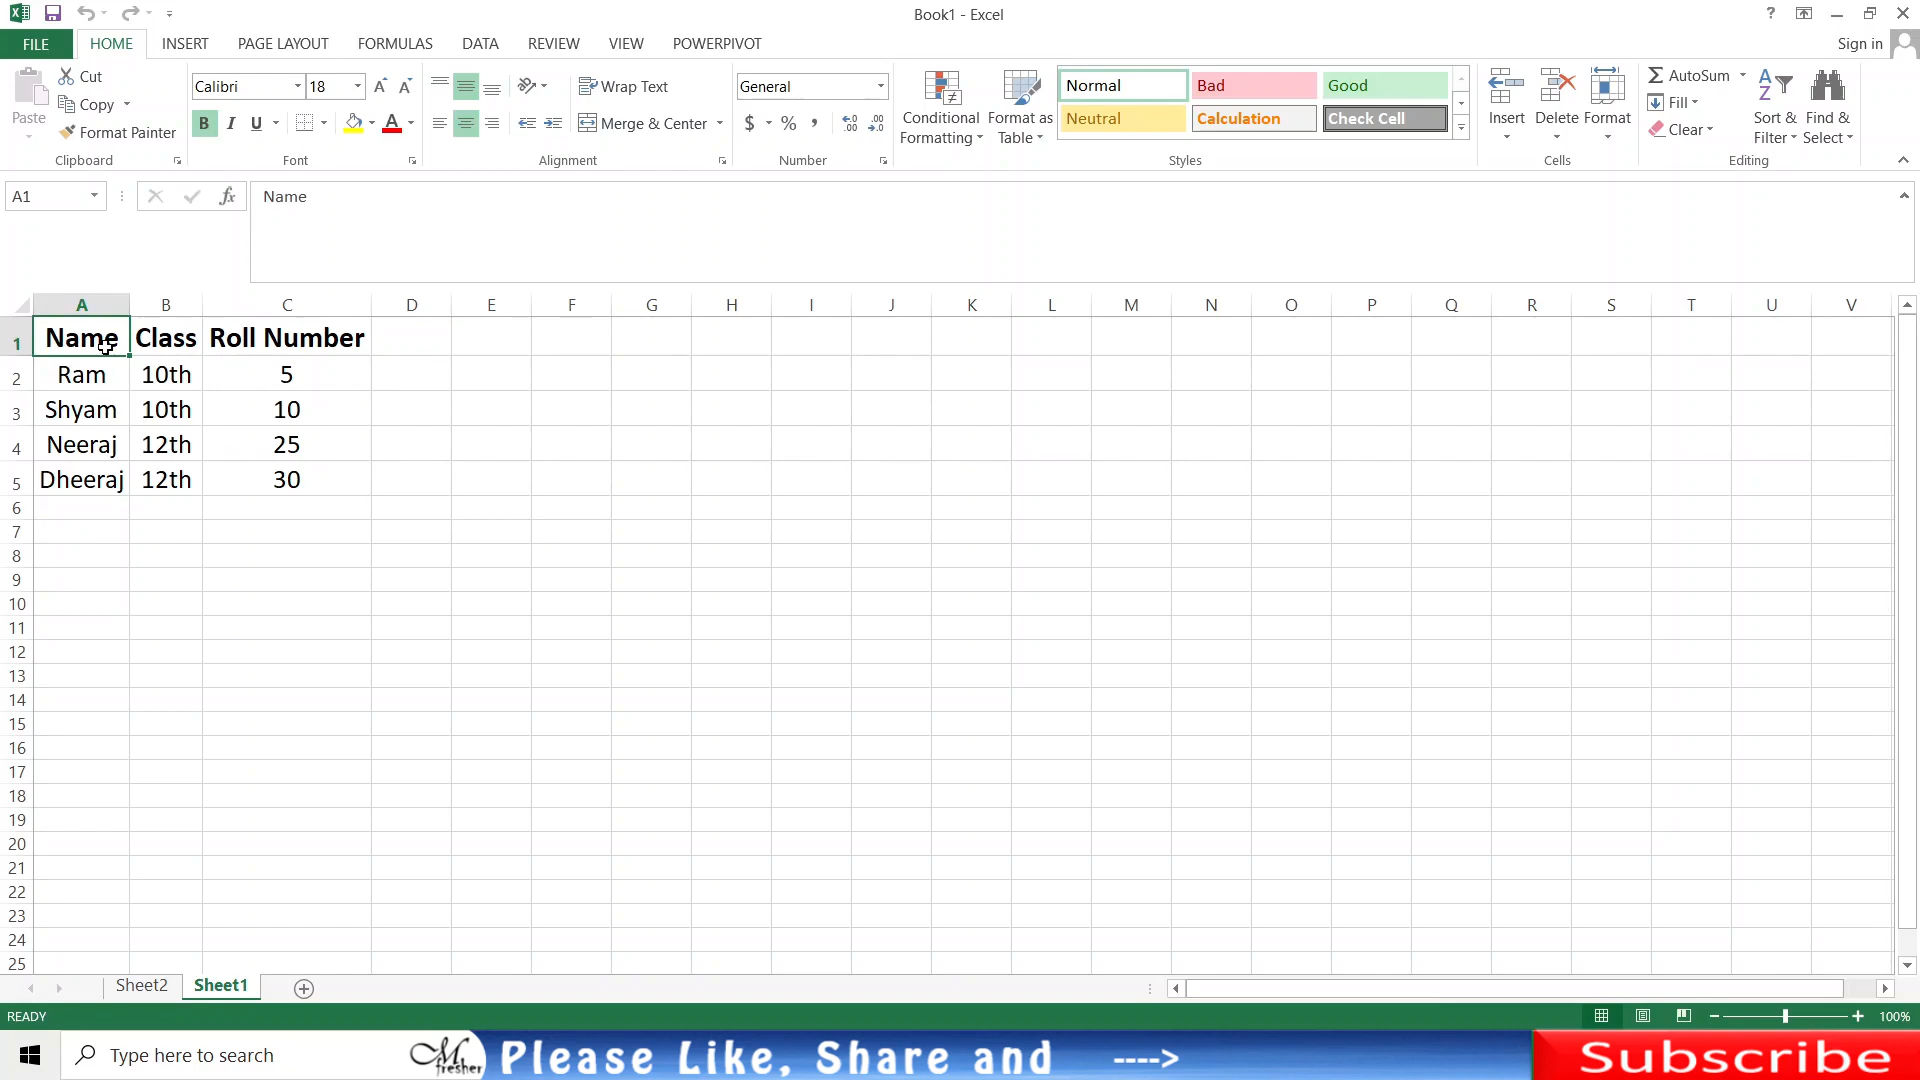 Book1 - Excel
?
FILE HOME INSERT PAGE LAYOUT FORMULAS DATA REVIEW VIEW POWERPIVOT Sign in
Paste
Cut
Copy
Format Painter
Clipboard
Calibri 18
B I U
Font
Wrap Text
Merge & Center
Alignment
General
$ % ,
Number
Conditional
Formatting
Format as
Table
Normal Bad Good
Neutral Calculation Check Cell
Styles
Insert Delete Format
Cells
AutoSum
Fill
Clear
Sort &
Filter
Find &
Select
Editing
A1 fx Name
A B C D E F G H I J K L M N O P Q R S T U V
1 Name Class Roll Number
2 Ram 10th 5
3 Shyam 10th 10
4 Neeraj 12th 25
5 Dheeraj 12th 30
6
7
8
9
10
11
12
13
14
15
16
17
18
19
20
21
22
23
24
25
Sheet2 Sheet1
READY 100%
Type here to search
M fresher
Please Like, Share and ---->
Subscribe